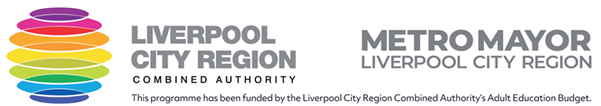 LIVERPOOL
CITY REGION
COMBINED AUTHORITY
METRO MAYOR
LIVERPOOL CITY REGION
This programme has been funded by the Liverpool City Region Combined Authority's Adult Education Budget.